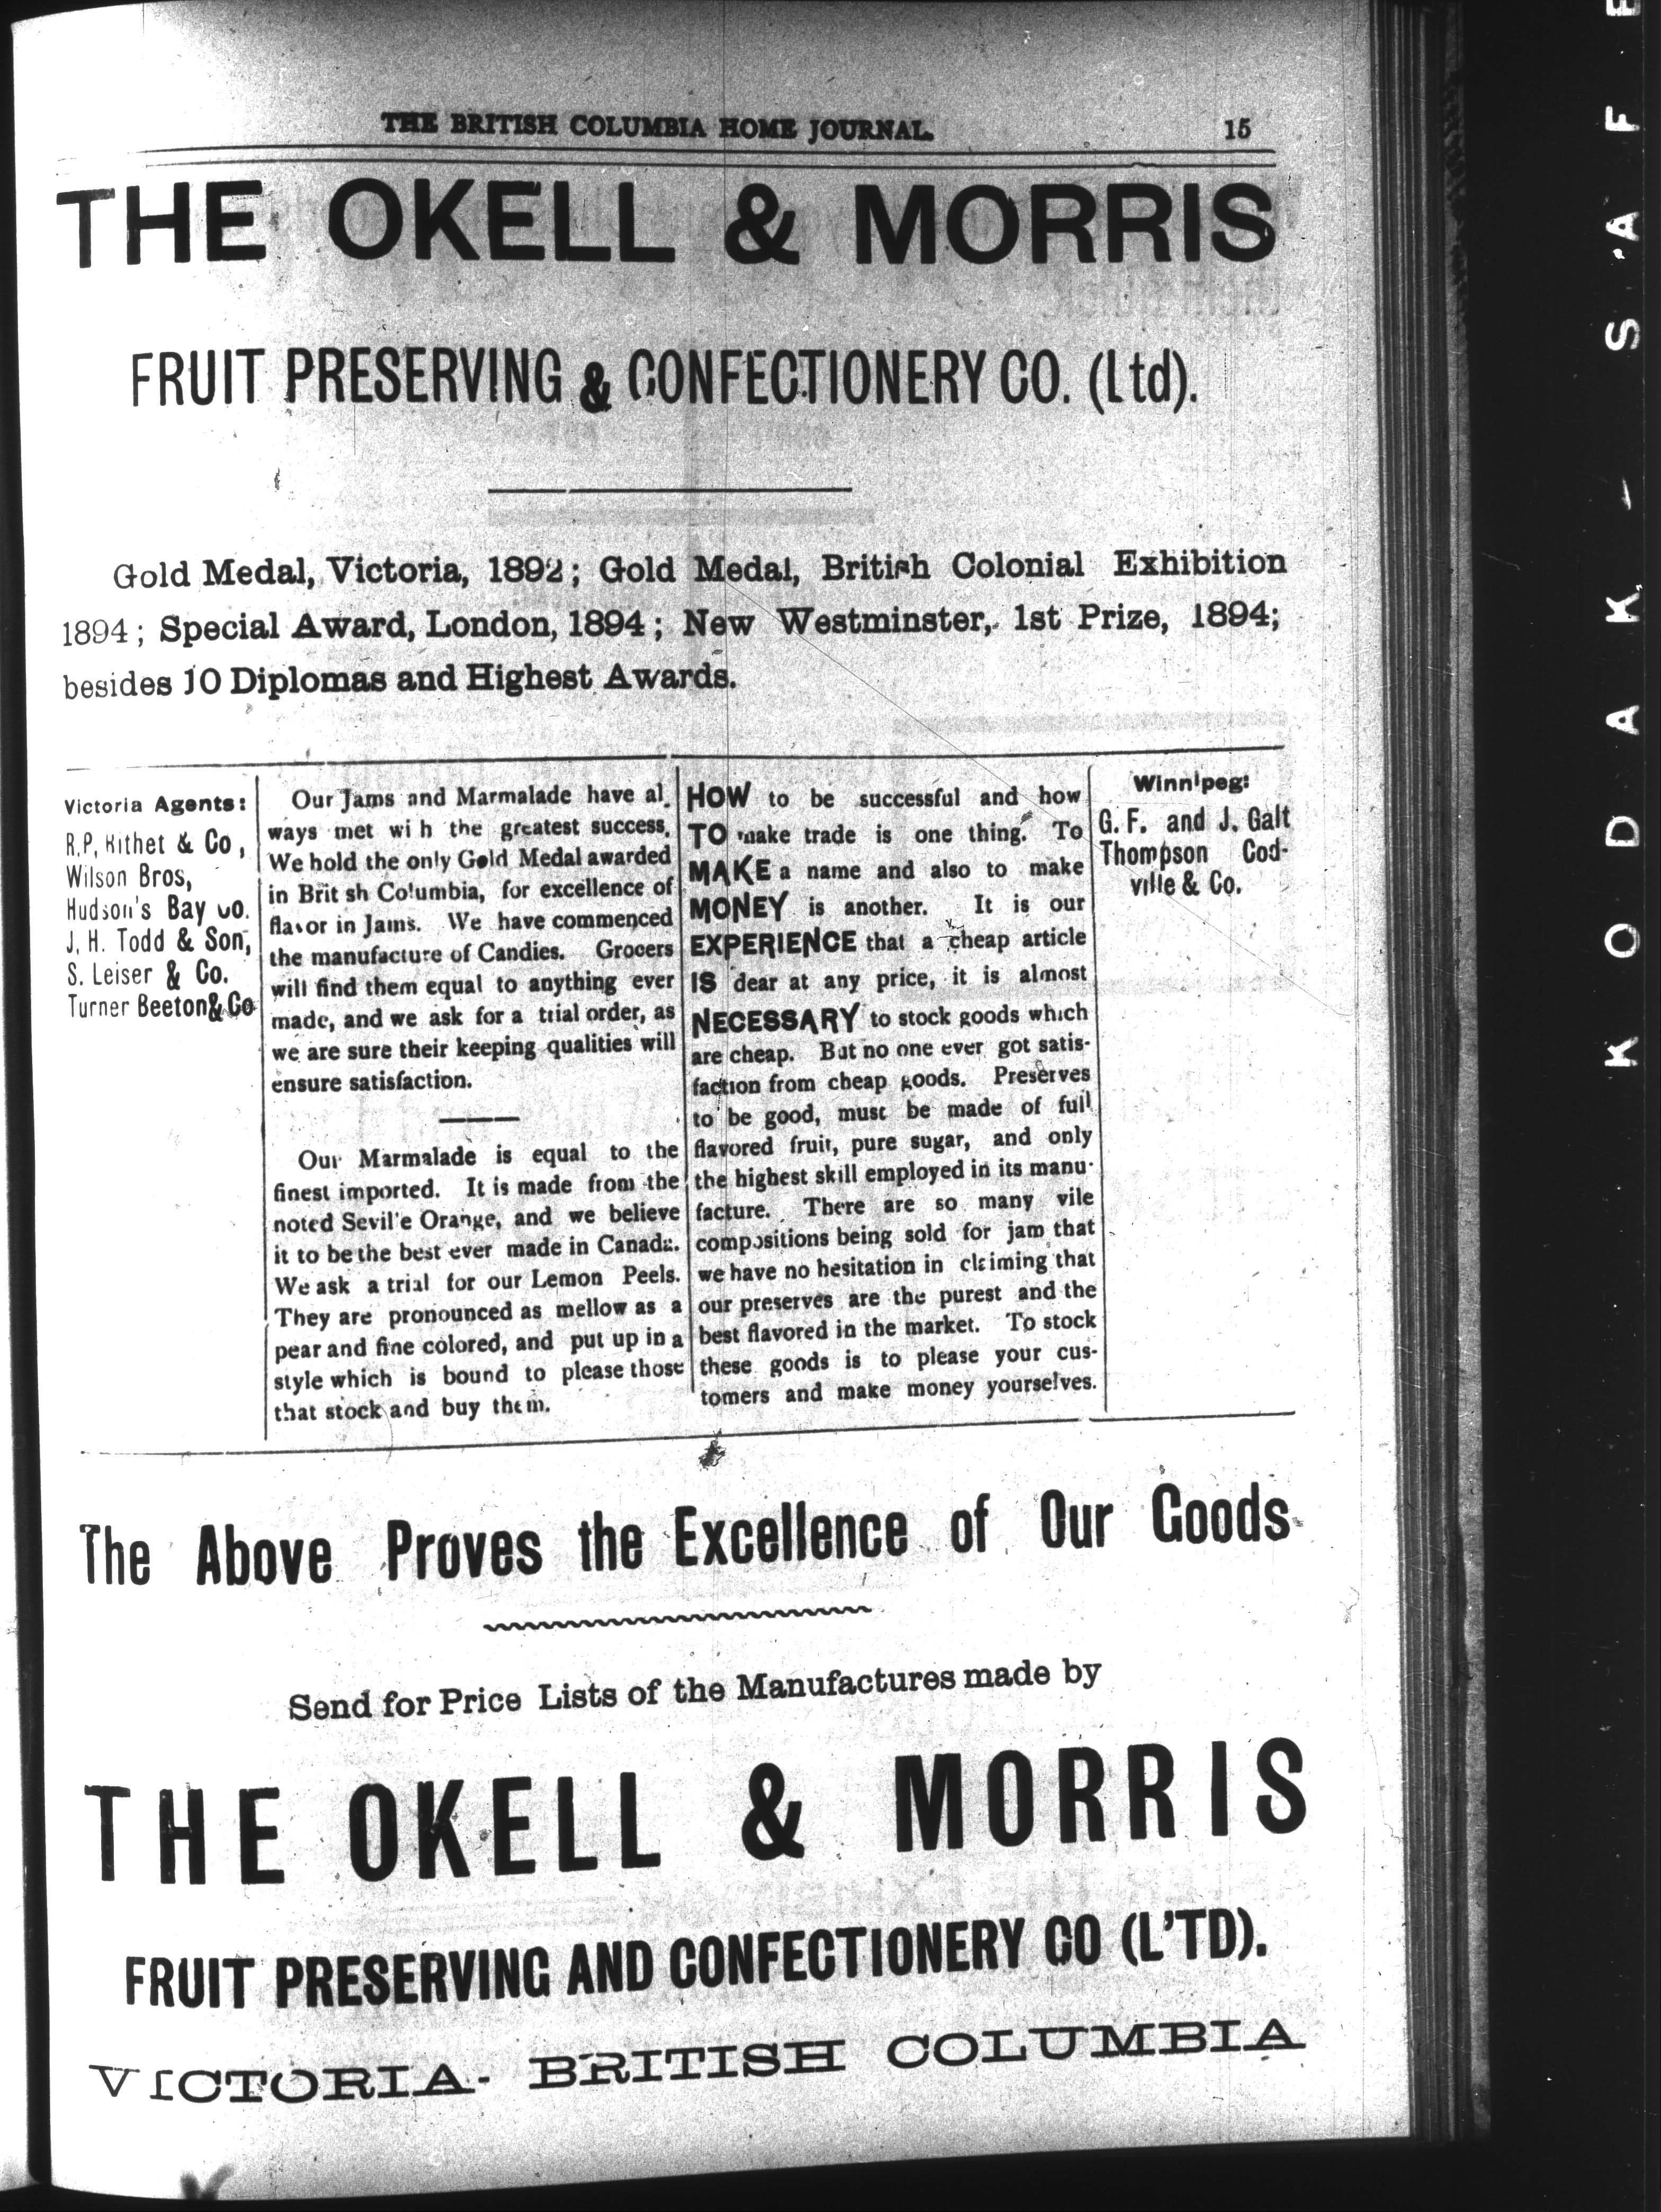 THE BRITISH COLUMBIA HOME JOURNAL. 15
THE OKELL & MORRIS
FRUIT PRESERVING & CONFECTIONERY CO. (Ltd).
Gold Medal, Victoria, 1892; Gold Medal, British Colonial Exhibition
1894; Special Award, London, 1894; New Westminster, 1st Prize, 1894;
besides 10 Diplomas and Highest Awards.
Victoria Agents:
R.P. Rithet & Co,
Wilson Bros,
Hudson's Bay Co.
J. H. Todd & Son,
S. Leiser & Co.
Turner Beeton & Co
Our Jams and Marmalade have al-
ways met wi h the greatest success.
We hold the only Gold Medal awarded
in Brit sh Columbia, for excellence of
flavor in Jams. We have commenced
the manufacture of Candies. Grocers
will find them equal to anything ever
made, and we ask for a trial order, as
we are sure their keeping qualities will
ensure satisfaction.
Our Marmalade is equal to the
finest imported. It is made from the
noted Sevil'e Orange, and we believe
it to be the best ever made in Canada.
We ask a trial for our Lemon Peels.
They are pronounced as mellow as a
pear and fine colored, and put up in a
style which is bound to please those
that stock and buy them.
HOW to be successful and how
TO make trade is one thing. To
MAKE a name and also to make
MONEY is another. It is our
EXPERIENCE that a cheap article
IS dear at any price, it is almost
NECESSARY to stock goods which
are cheap. But no one ever got satis-
faction from cheap goods. Preserves
to be good, must be made of full
flavored fruit, pure sugar, and only
the highest skill employed in its manu-
facture. There are so many vile
compositions being sold for jam that
we have no hesitation in claiming that
our preserves are the purest and the
best flavored in the market. To stock
these goods is to please your cus-
tomers and make money yourselves.
Winnipeg:
G. F. and J. Galt
Thompson Cod-
ville & Co.
The Above Proves the Excellence of Our Goods
Send for Price Lists of the Manufactures made by
THE OKELL & MORRIS
FRUIT PRESERVING AND CONFECTIONERY CO (L'TD).
VICTORIA- BRITISH COLUMBIA
KODAK - SAFE